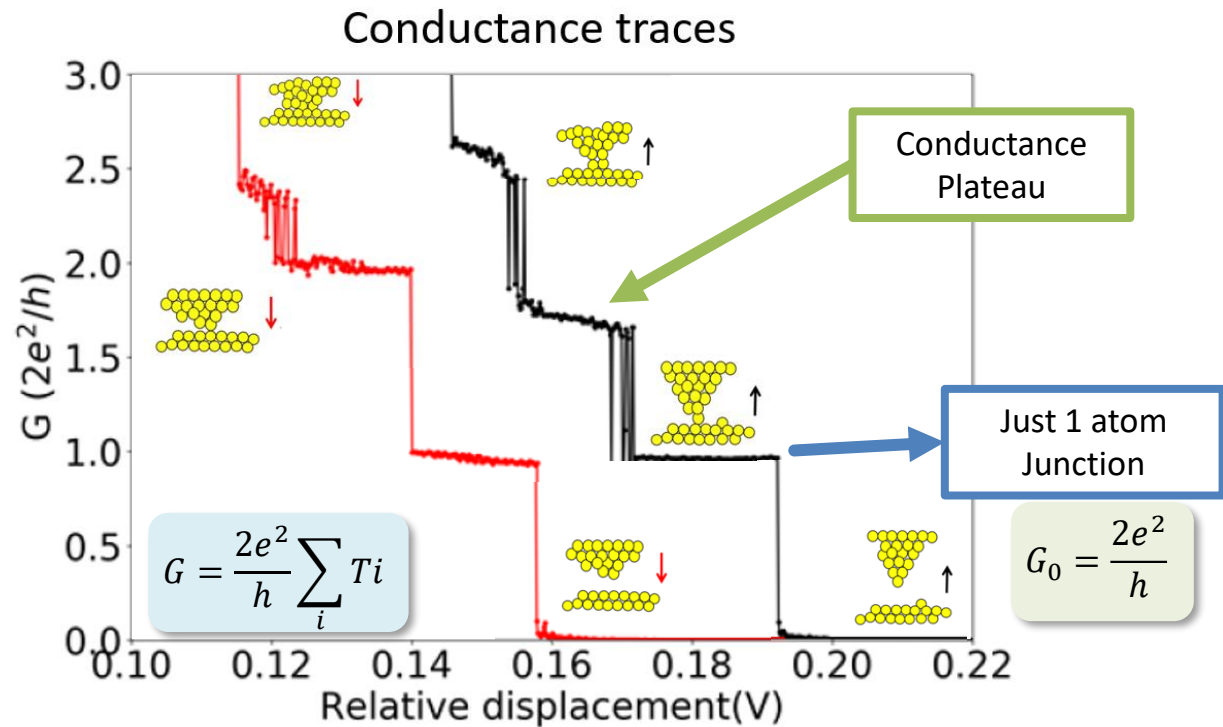 Conductance traces
3.0
2.5
2.0
1.5
1.0
0.5
0.0
G (2e²/h)
0.10
0.12
0.14
0.16
0.18
0.20
0.22
Relative displacement(V)
Conductance
Plateau
Just 1 atom
Junction
G = 2e²/h ∑i Ti
G₀ = 2e²/h